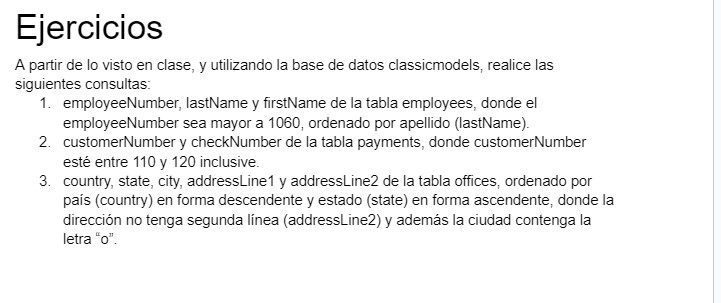 Ejercicios
A partir de lo visto en clase, y utilizando la base de datos classicmodels, realice las
siguientes consultas:
1. employeeNumber, lastName y firstName de la tabla employees, donde el
employeeNumber sea mayor a 1060, ordenado por apellido (lastName).
2. customerNumber y checkNumber de la tabla payments, donde customerNumber
esté entre 110 y 120 inclusive.
3. country, state, city, addressLine1 y addressLine2 de la tabla offices, ordenado por
país (country) en forma descendente y estado (state) en forma ascendente, donde la
dirección no tenga segunda línea (addressLine2) y además la ciudad contenga la
letra “o”.